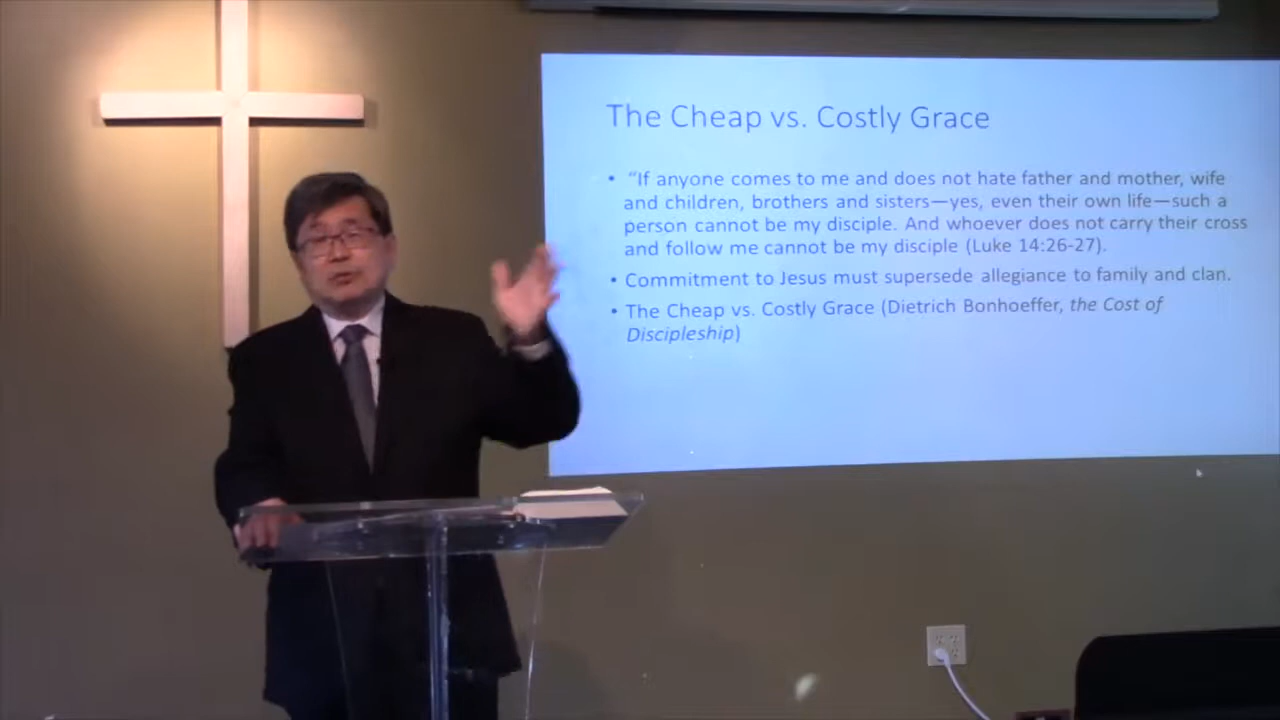 The Cheap vs. Costly Grace
• “If anyone comes to me and does not hate father and mother, wife
and children, brothers and sisters—yes, even their own life—such a
person cannot be my disciple. And whoever does not carry their cross
and follow me cannot be my disciple (Luke 14:26-27).
• Commitment to Jesus must supersede allegiance to family and clan.
• The Cheap vs. Costly Grace (Dietrich Bonhoeffer, the Cost of
Discipleship)